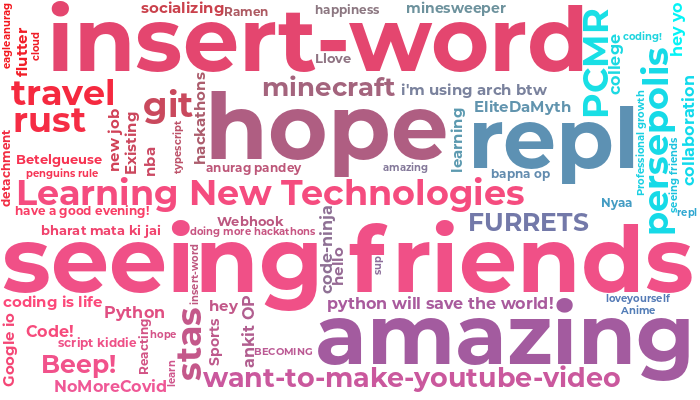 eagleanurag
flutter
cloud
insert-word
socializing
Ramen
happiness
minesweeper
Llove
PCMR
college
coding!
hey yo
travel
rust
git
hackathons
minecraft
i'm using arch btw
EliteDaMyth
persepolis
colaboration
new job
Existing
nba
typescript
hope
learning
repl
Professional growth
seeing friends
detachment
Betelgueuse
penguins rule
anurag pandey
amazing
bapna op
Learning New Technologies
Nyaa
repl
have a good evening!
Webhook
code-ninja
FURRETS
bharat mata ki jai
doing more hackathons
hello
seeing friends
sup
insert-word
coding is life
Python
hey
ankit OP
python will save the world!
loveyourself
Anime
Google io
Code!
script kiddie
Reacting
hope
stas
Sports
BECOMING
amazing
Beep!
learn
NoMoreCovid
want-to-make-youtube-video